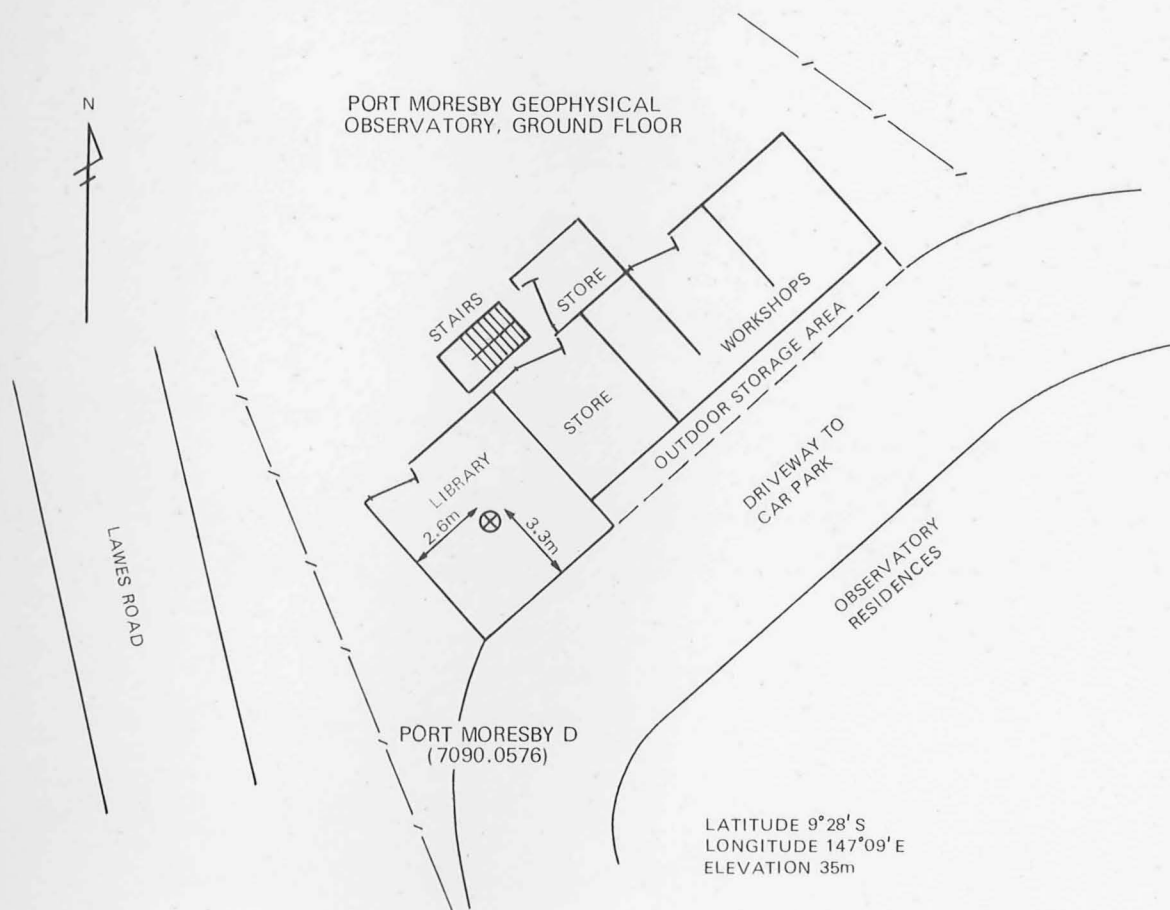 N
PORT MORESBY GEOPHYSICAL
OBSERVATORY, GROUND FLOOR
STAIRS
STORE
WORKSHOPS
OUTDOOR STORAGE AREA
STORE
LIBRARY
2.6m
3.3m
DRIVEWAY TO
CAR PARK
OBSERVATORY
RESIDENCES
LAWES ROAD
PORT MORESBY D
(7090.0576)
LATITUDE 9°28'S
LONGITUDE 147°09'E
ELEVATION 35m